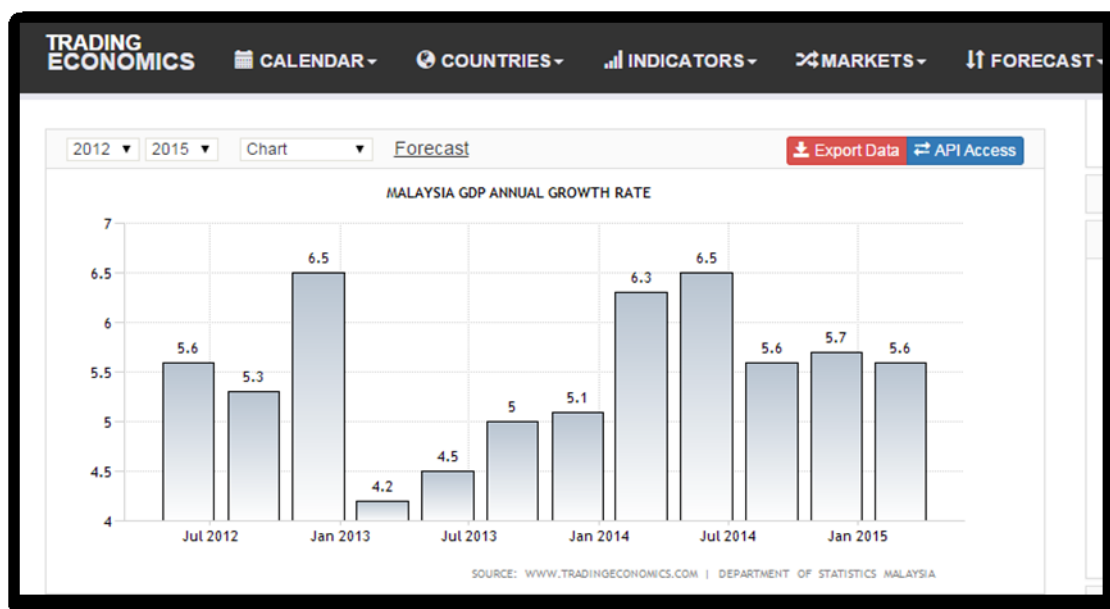 TRADING
ECONOMICS
CALENDAR
COUNTRIES
INDICATORS
MARKETS
FORECAST
2012
2015
Chart
Forecast
Export Data
API Access
MALAYSIA GDP ANNUAL GROWTH RATE
7
6.5
6
5.5
5
4.5
4
5.6
5.3
6.5
4.2
4.5
5
5.1
6.3
6.5
5.6
5.7
5.6
Jul 2012
Jan 2013
Jul 2013
Jan 2014
Jul 2014
Jan 2015
SOURCE: WWW.TRADINGECONOMICS.COM | DEPARTMENT OF STATISTICS MALAYSIA